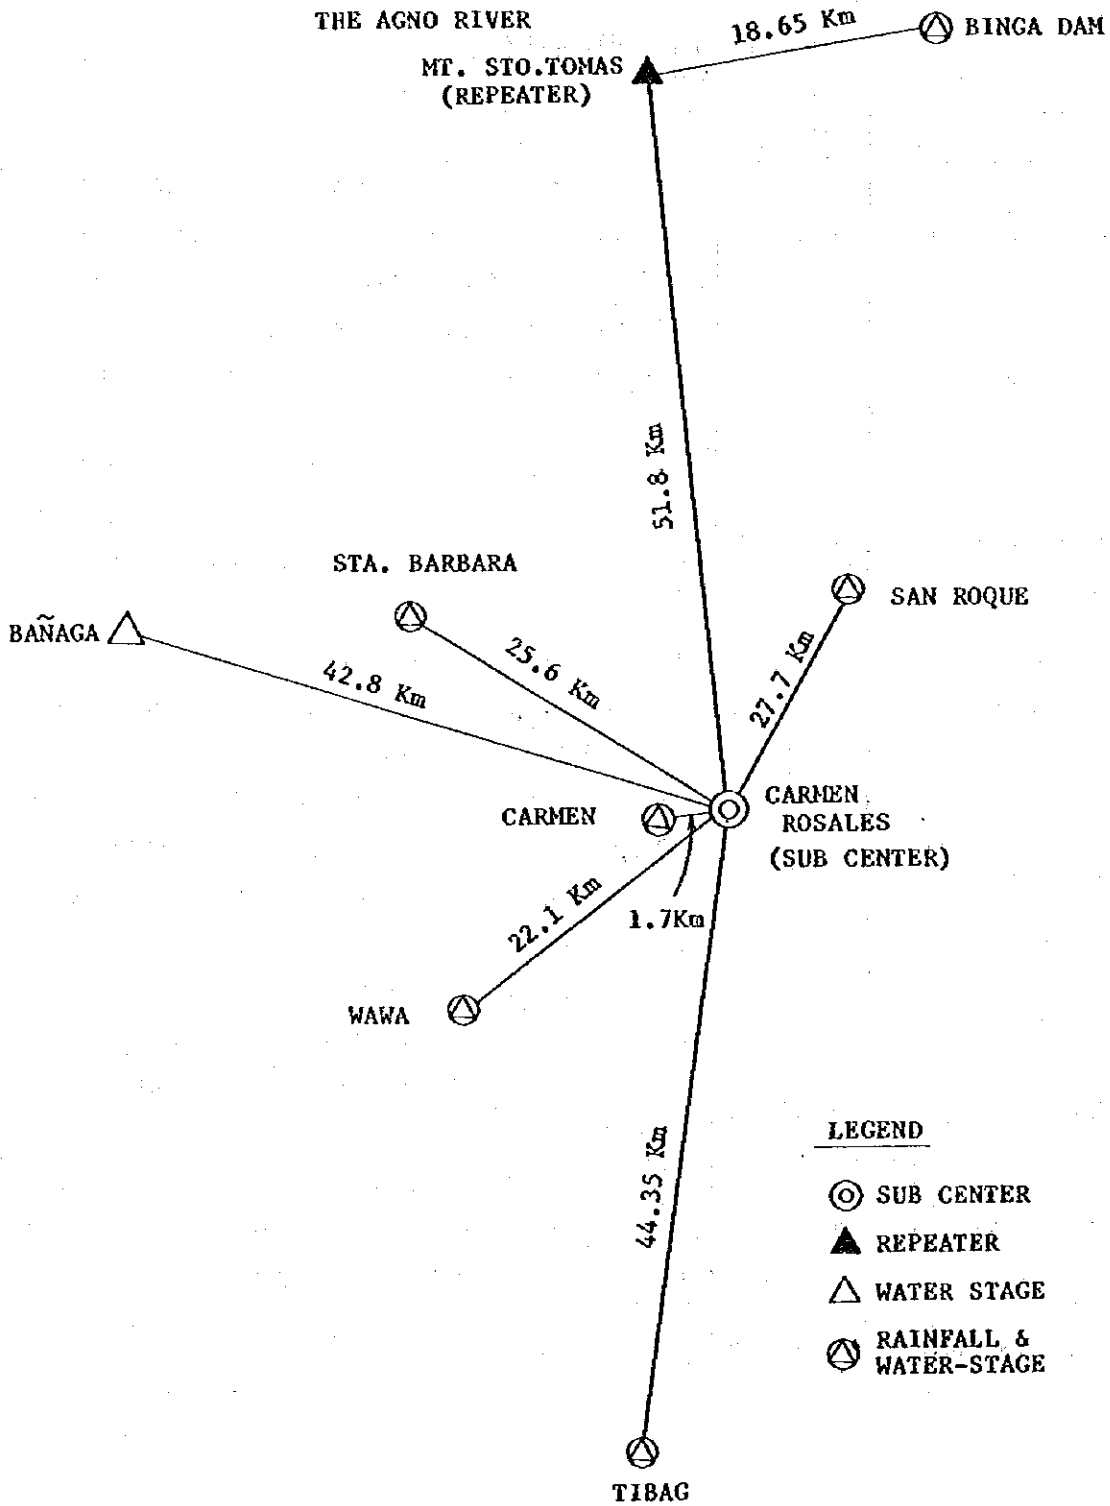 THE AGNO RIVER
18.65 Km
BINGA DAM
MT. STO.TOMAS
(REPEATER)
51.8 Km
STA. BARBARA
SAN ROQUE
BAÑAGA
25.6 Km
42.8 Km
27.7 Km
CARMEN
CARMEN
ROSALES
(SUB CENTER)
22.1 Km
1.7Km
WAWA
44.35 Km
LEGEND
SUB CENTER
REPEATER
WATER STAGE
RAINFALL &
WATER-STAGE
TIBAG